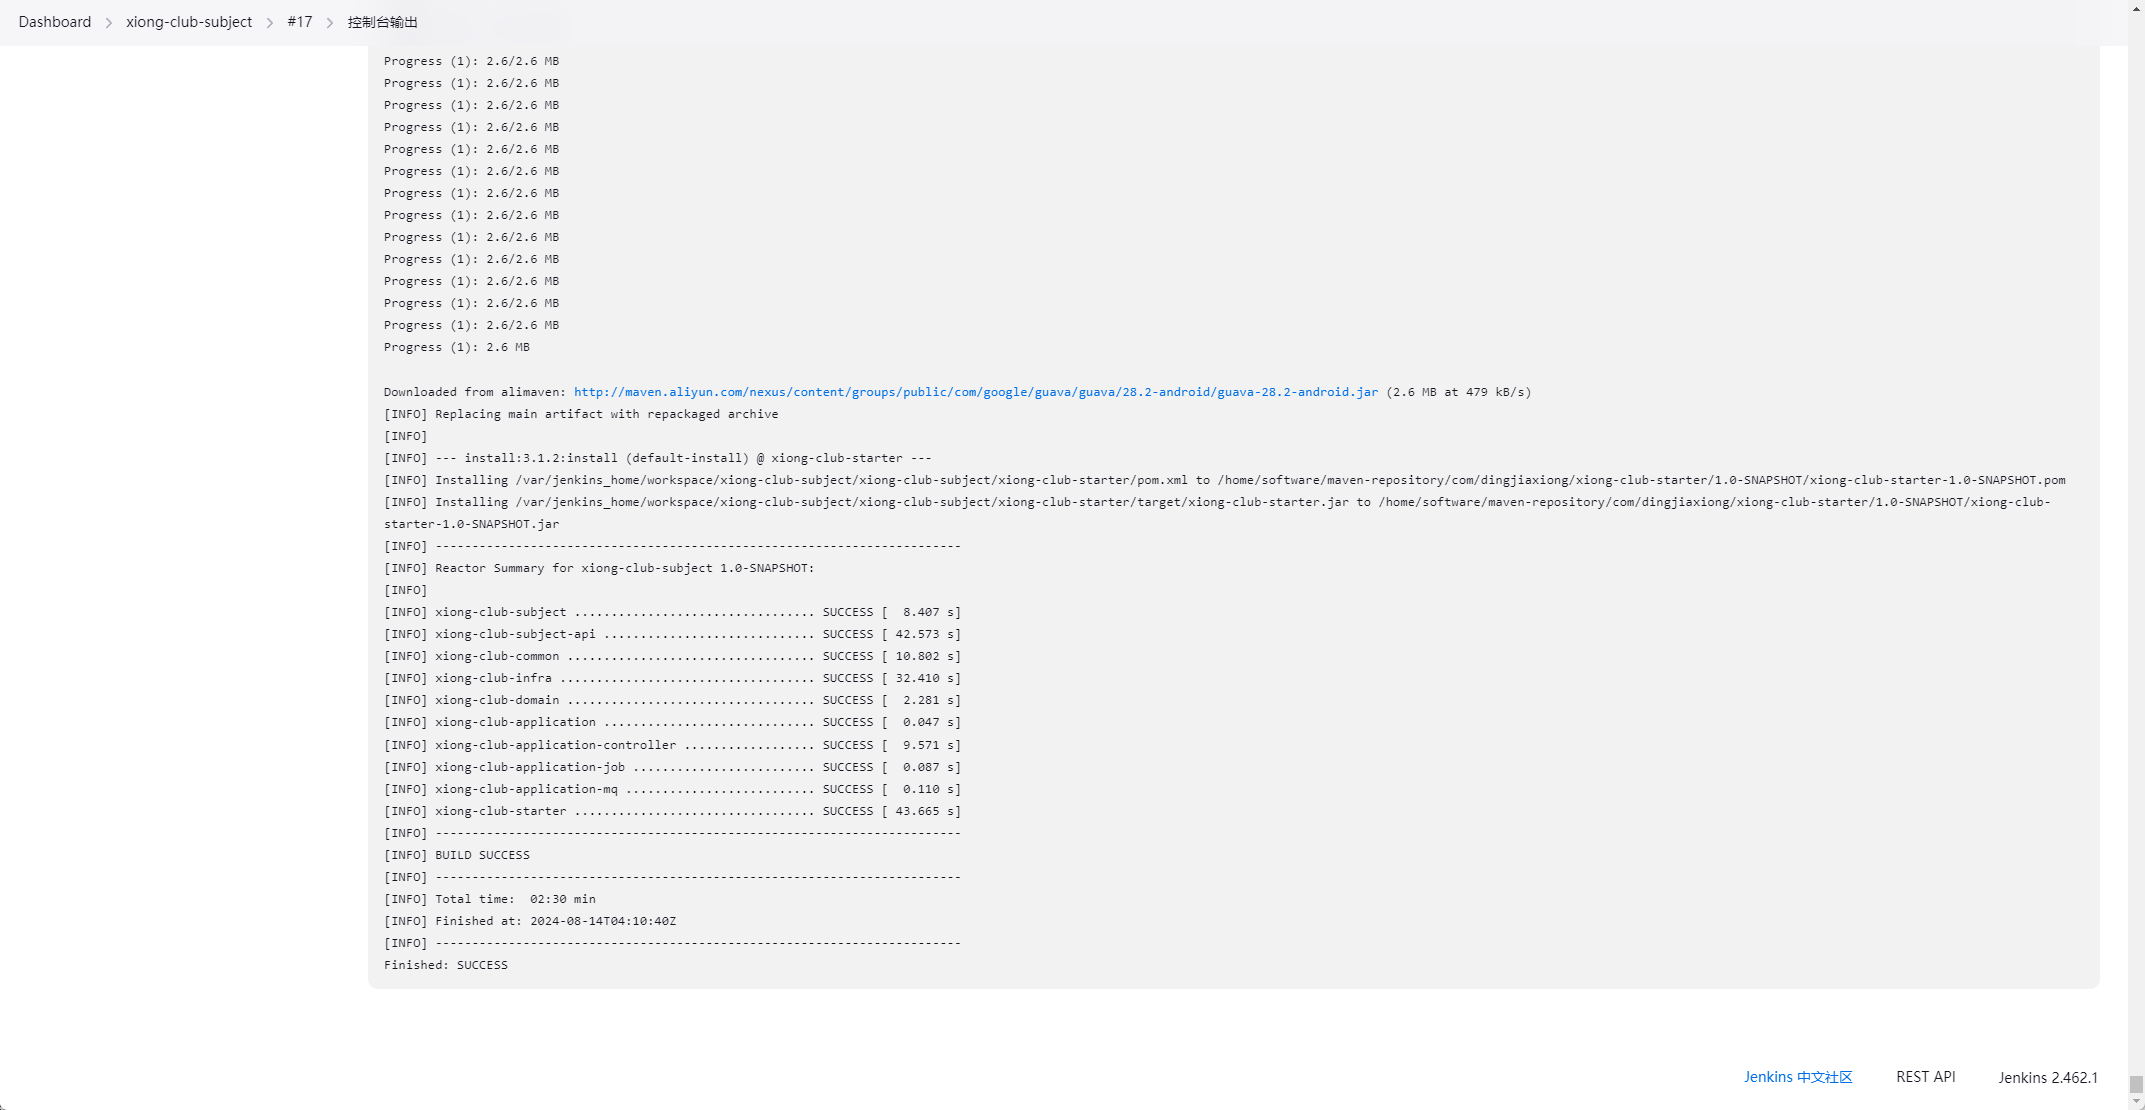 Dashboard > xiong-club-subject > #17 > 控制台输出
Progress (1): 2.6/2.6 MB
Progress (1): 2.6/2.6 MB
Progress (1): 2.6/2.6 MB
Progress (1): 2.6/2.6 MB
Progress (1): 2.6/2.6 MB
Progress (1): 2.6/2.6 MB
Progress (1): 2.6/2.6 MB
Progress (1): 2.6/2.6 MB
Progress (1): 2.6/2.6 MB
Progress (1): 2.6/2.6 MB
Progress (1): 2.6/2.6 MB
Progress (1): 2.6/2.6 MB
Progress (1): 2.6/2.6 MB
Progress (1): 2.6 MB
Downloaded from alimaven: http://maven.aliyun.com/nexus/content/groups/public/com/google/guava/guava/28.2-android/guava-28.2-android.jar (2.6 MB at 479 kB/s)
[INFO] Replacing main artifact with repackaged archive
[INFO]
[INFO] --- install:3.1.2:install (default-install) @ xiong-club-starter ---
[INFO] Installing /var/jenkins_home/workspace/xiong-club-subject/xiong-club-subject/xiong-club-starter/pom.xml to /home/software/maven-repository/com/dingjiaxiong/xiong-club-starter/1.0-SNAPSHOT/xiong-club-starter-1.0-SNAPSHOT.pom
[INFO] Installing /var/jenkins_home/workspace/xiong-club-subject/xiong-club-subject/xiong-club-starter/target/xiong-club-starter.jar to /home/software/maven-repository/com/dingjiaxiong/xiong-club-starter/1.0-SNAPSHOT/xiong-club-
starter-1.0-SNAPSHOT.jar
[INFO] ------------------------------------------------------------------------
[INFO] Reactor Summary for xiong-club-subject 1.0-SNAPSHOT:
[INFO]
[INFO] xiong-club-subject ................................. SUCCESS [  8.407 s]
[INFO] xiong-club-subject-api ............................. SUCCESS [ 42.573 s]
[INFO] xiong-club-common .................................. SUCCESS [ 10.802 s]
[INFO] xiong-club-infra ................................... SUCCESS [ 32.410 s]
[INFO] xiong-club-domain .................................. SUCCESS [  2.281 s]
[INFO] xiong-club-application ............................. SUCCESS [  0.047 s]
[INFO] xiong-club-application-controller .................. SUCCESS [  9.571 s]
[INFO] xiong-club-application-job ......................... SUCCESS [  0.087 s]
[INFO] xiong-club-application-mq .......................... SUCCESS [  0.110 s]
[INFO] xiong-club-starter ................................. SUCCESS [ 43.665 s]
[INFO] ------------------------------------------------------------------------
[INFO] BUILD SUCCESS
[INFO] ------------------------------------------------------------------------
[INFO] Total time:  02:30 min
[INFO] Finished at: 2024-08-14T04:10:40Z
[INFO] ------------------------------------------------------------------------
Finished: SUCCESS
Jenkins 中文社区 REST API Jenkins 2.462.1